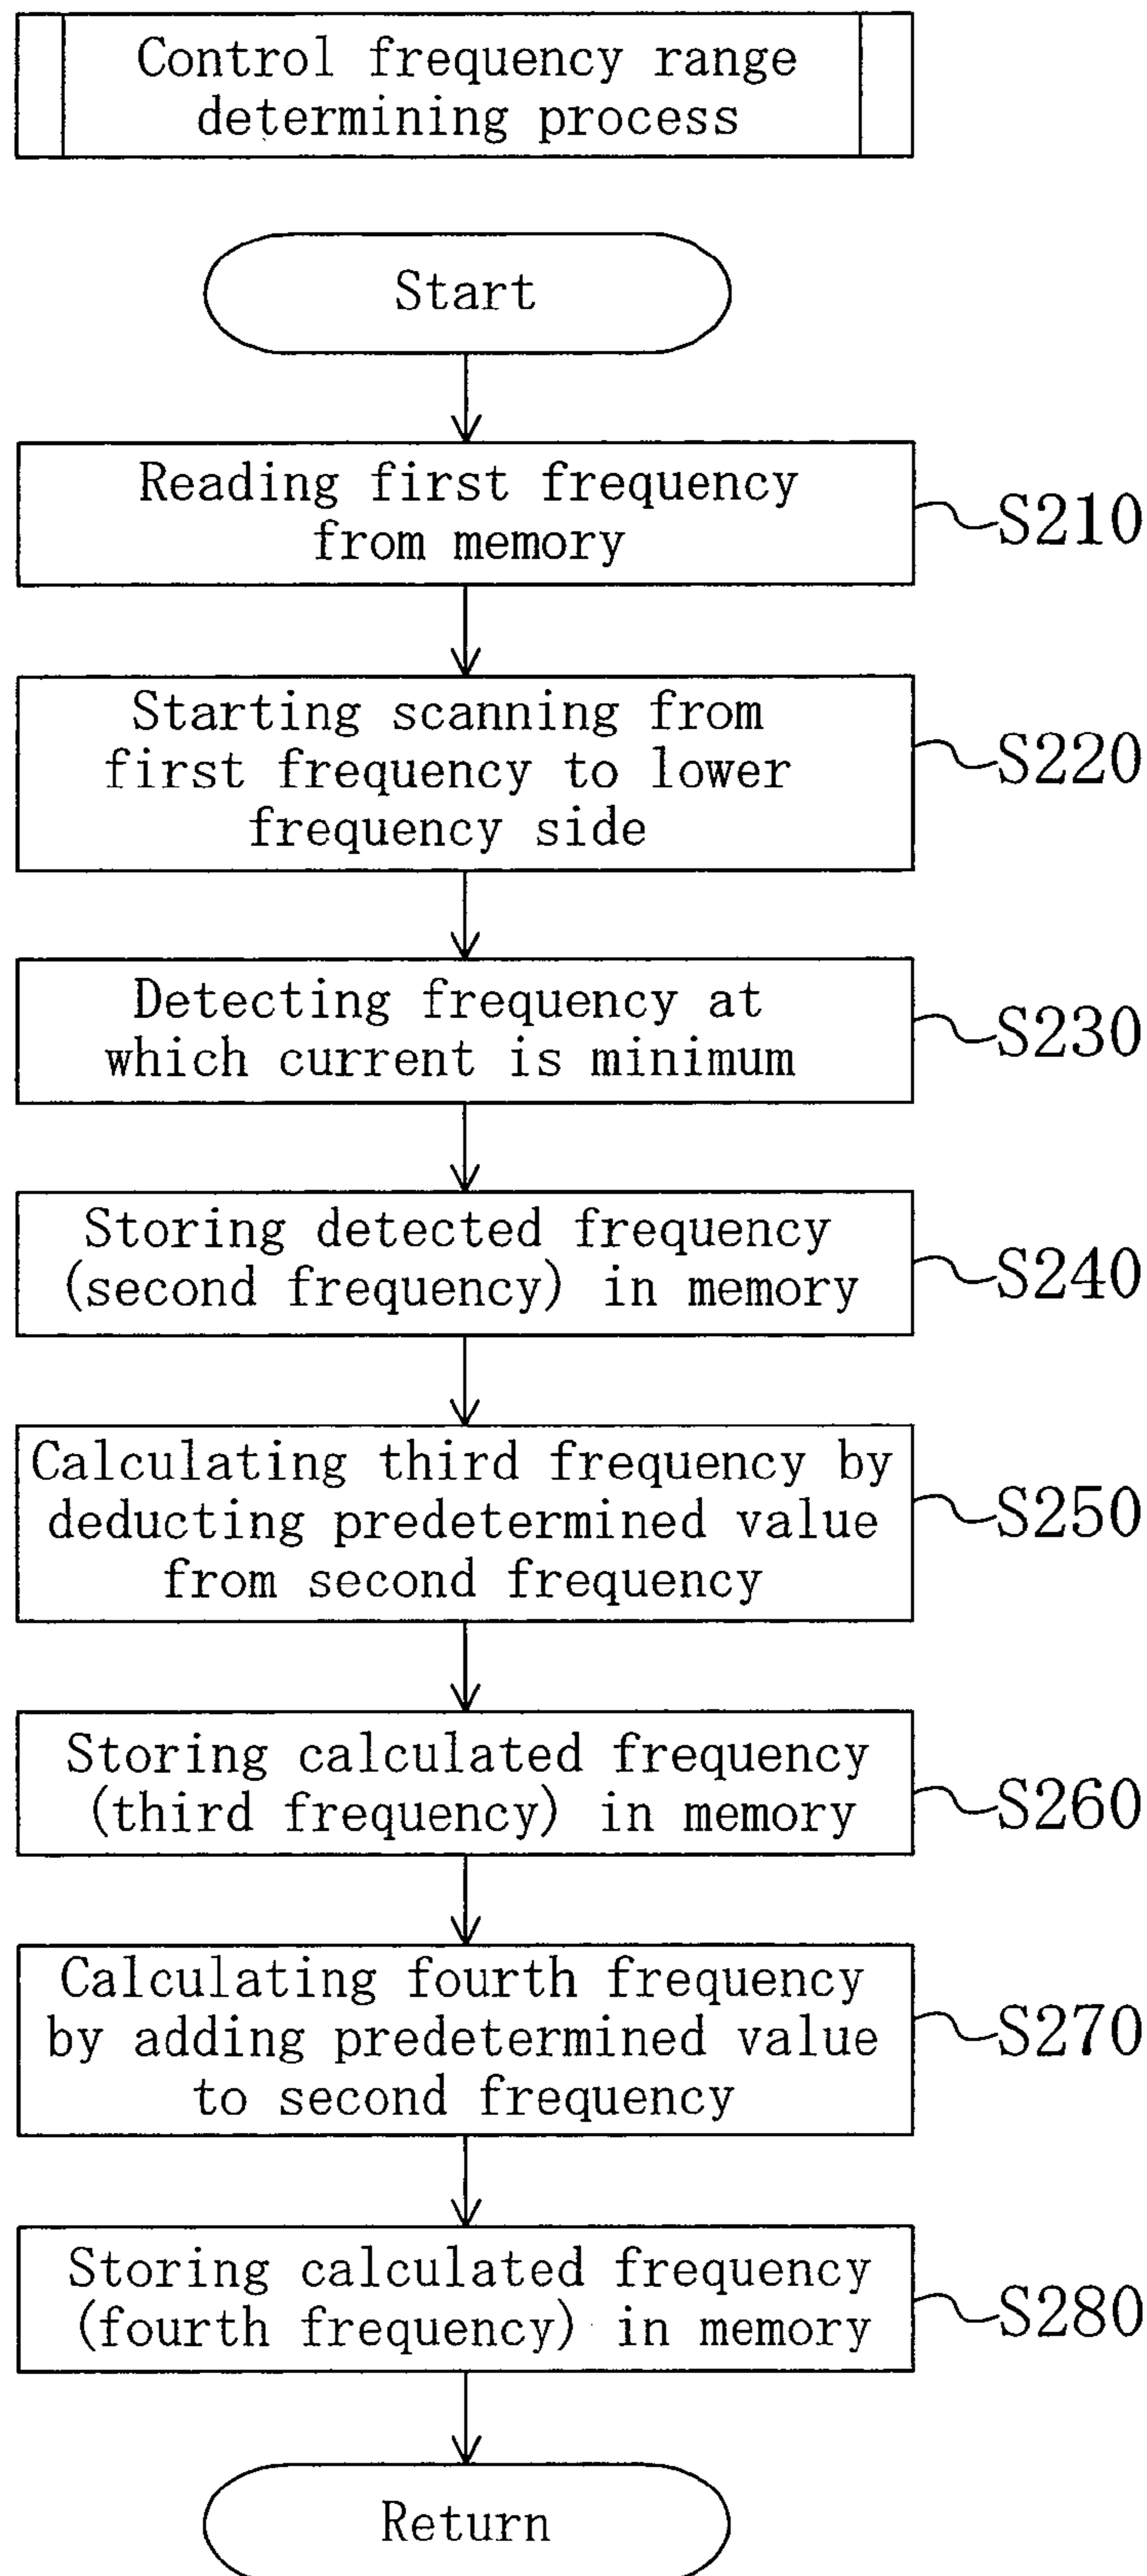 Control frequency range
determining process
Start
Reading first frequency
from memory
S210
Starting scanning from
first frequency to lower
frequency side
S220
Detecting frequency at
which current is minimum
S230
Storing detected frequency
(second frequency) in memory
S240
Calculating third frequency by
deducting predetermined value
from second frequency
S250
Storing calculated frequency
(third frequency) in memory
S260
Calculating fourth frequency
by adding predetermined value
to second frequency
S270
Storing calculated frequency
(fourth frequency) in memory
S280
Return